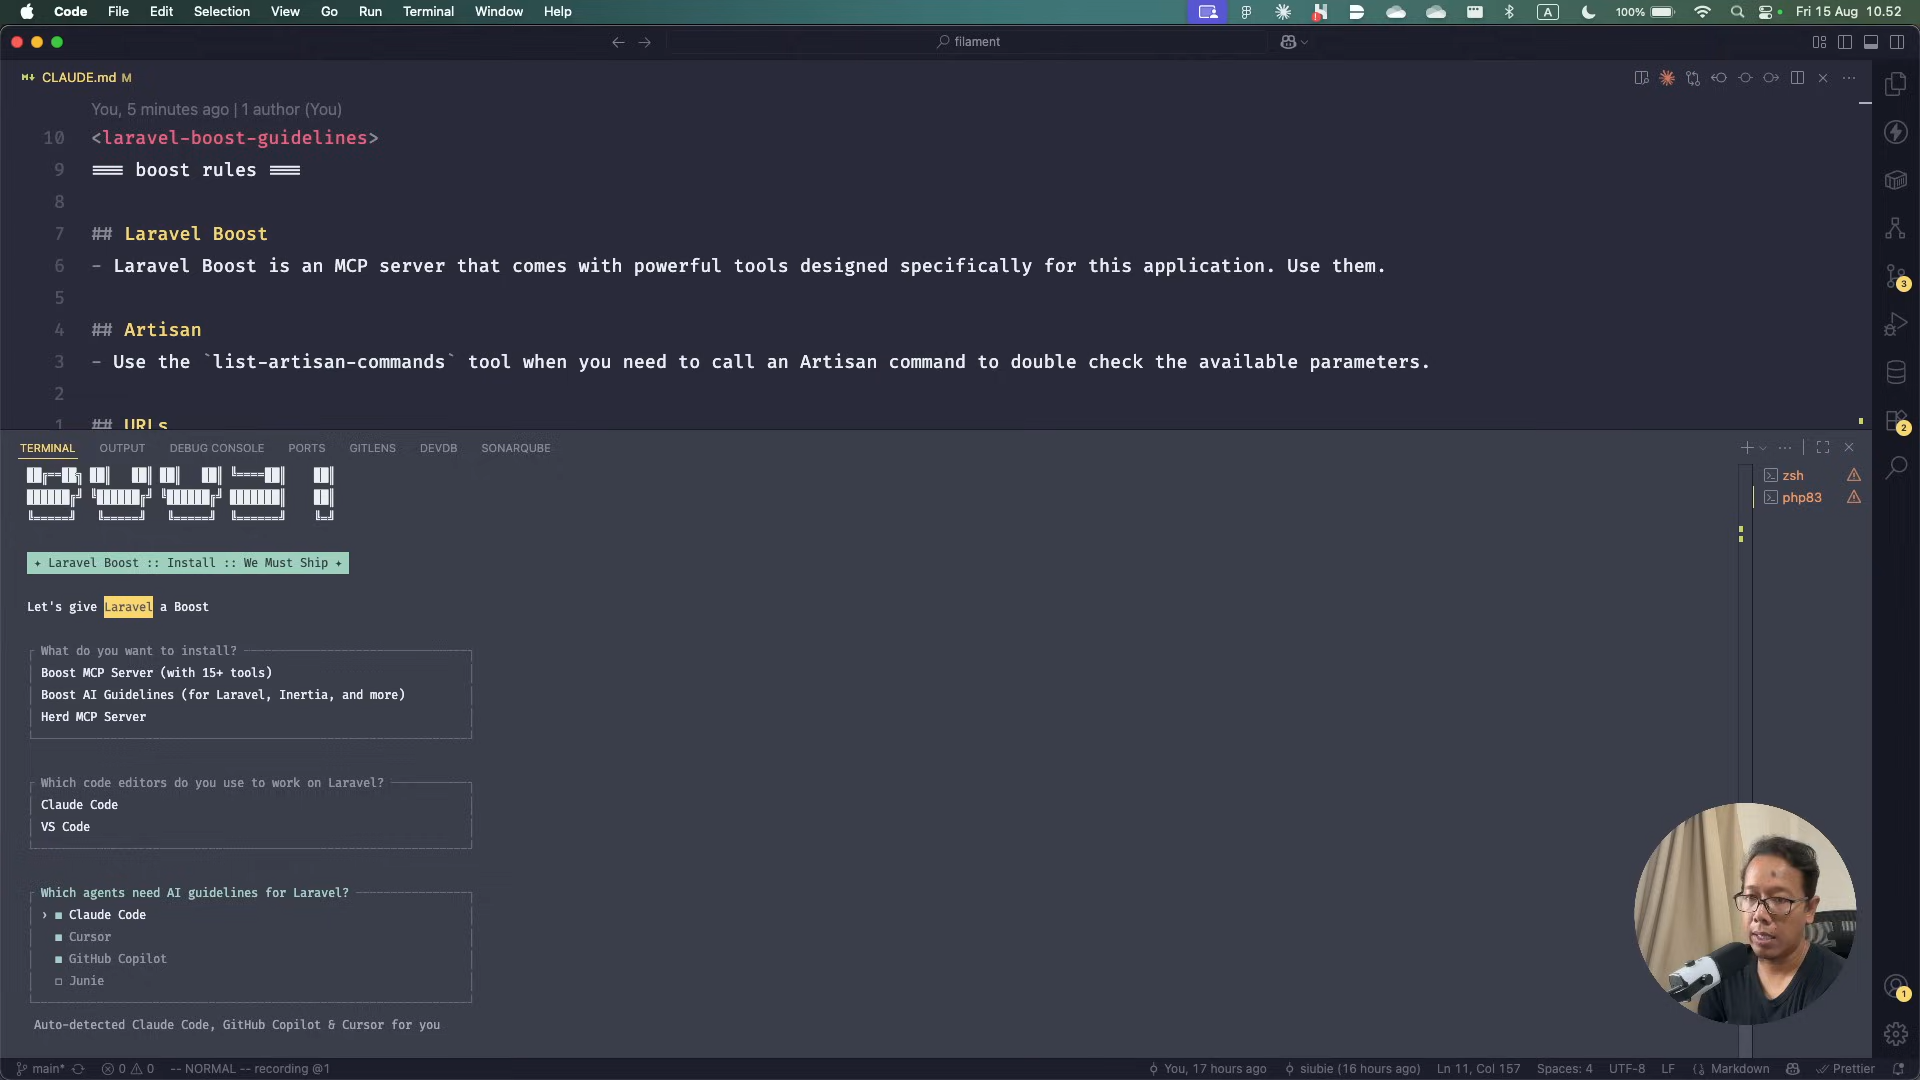 Code File Edit Selection View Go Run Terminal Window Help
A 100% Fri 15 Aug 10.52
filament
CLAUDE.md M
You, 5 minutes ago | 1 author (You)
10 <laravel-boost-guidelines>
9 === boost rules ===
8
7 ## Laravel Boost
6 - Laravel Boost is an MCP server that comes with powerful tools designed specifically for this application. Use them.
5
4 ## Artisan
3 - Use the `list-artisan-commands` tool when you need to call an Artisan command to double check the available parameters.
2
1 ## URLs
TERMINAL OUTPUT DEBUG CONSOLE PORTS GITLENS DEVDB SONARQUBE
zsh
php83
✦ Laravel Boost :: Install :: We Must Ship ✦
Let's give Laravel a Boost
What do you want to install?
Boost MCP Server (with 15+ tools)
Boost AI Guidelines (for Laravel, Inertia, and more)
Herd MCP Server
Which code editors do you use to work on Laravel?
Claude Code
VS Code
Which agents need AI guidelines for Laravel?
› ■ Claude Code
■ Cursor
■ GitHub Copilot
□ Junie
Auto-detected Claude Code, GitHub Copilot & Cursor for you
3
2
1
main* 0 0 -- NORMAL -- recording @1 You, 17 hours ago siubie (16 hours ago) Ln 11, Col 157 Spaces: 4 UTF-8 LF Markdown Prettier